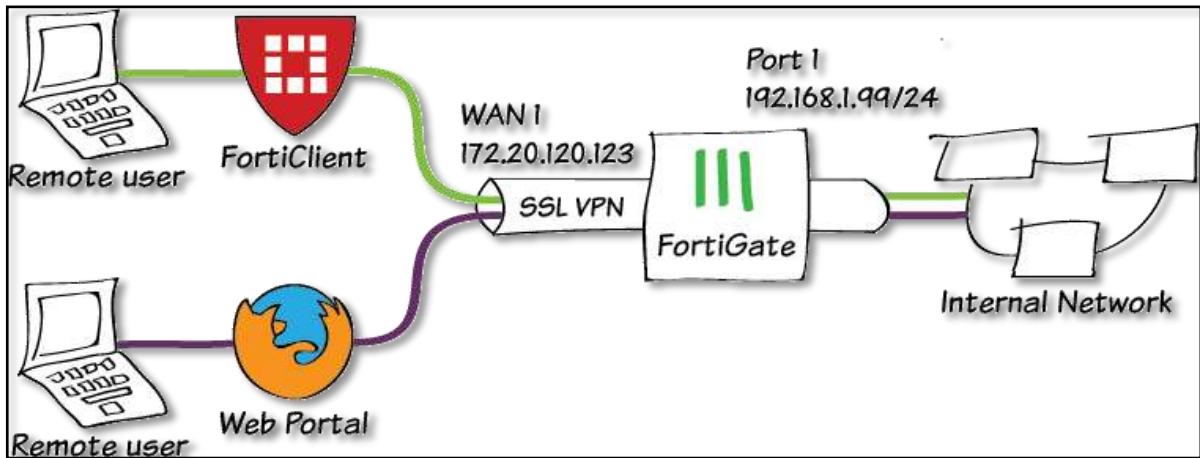 Remote user
FortiClient
WAN 1
172.20.120.123
SSL VPN
FortiGate
Port 1
192.168.1.99/24
Internal Network
Remote user
Web Portal